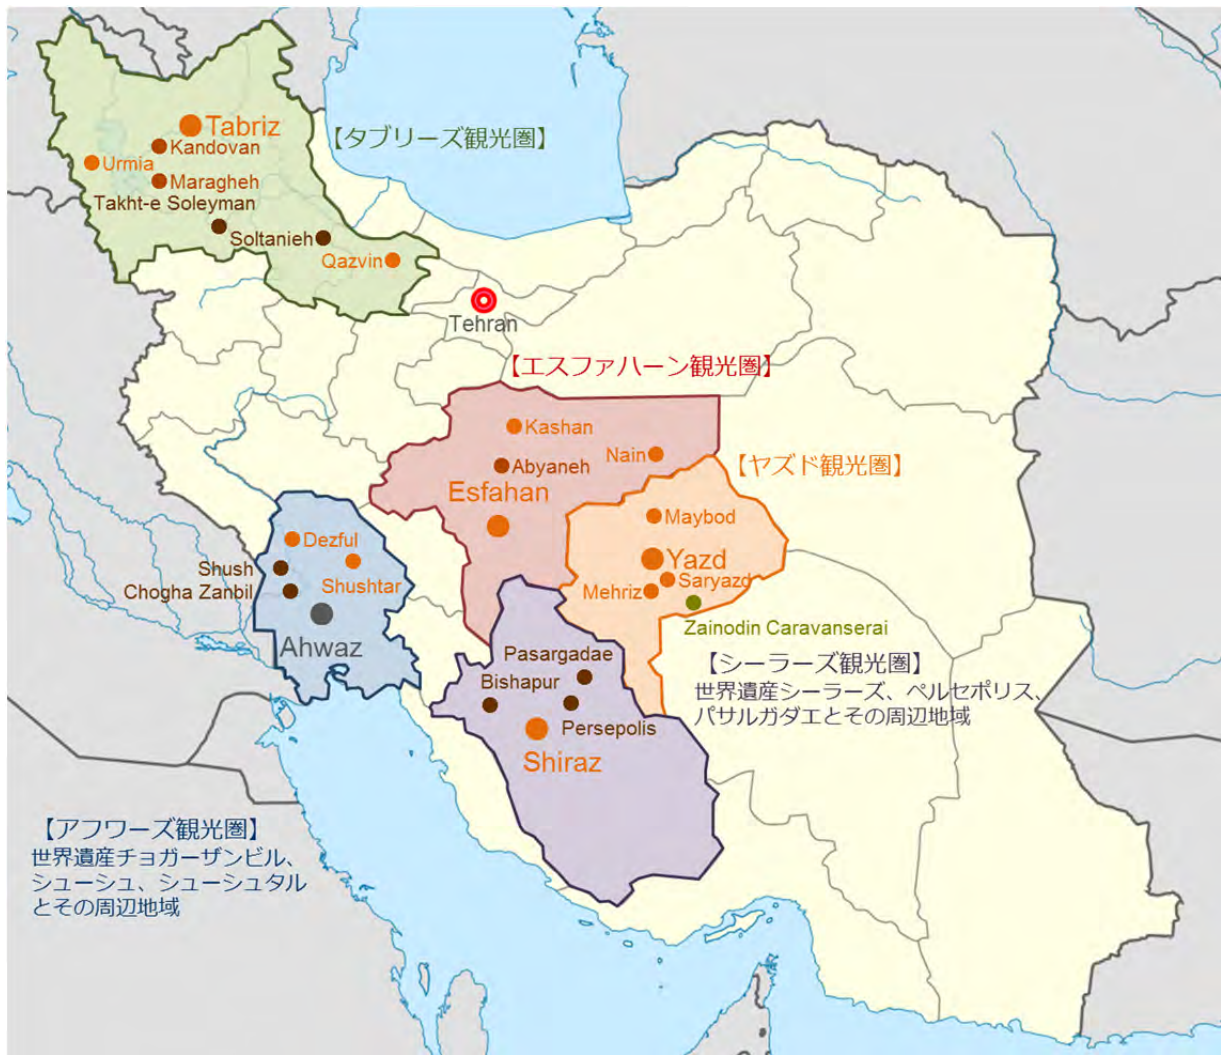 Tabriz
【タブリーズ観光圏】
Kandovan
Urmia
Maragheh
Takht-e Soleyman
Soltanieh
Qazvin
Tehran
【エスファハーン観光圏】
Kashan
Nain
Abyaneh
【ヤズド観光圏】
Esfahan
Maybod
Dezful
Yazd
Shush
Saryazd
Chogha Zanbil
Shushtar
Mehriz
Zainodin Caravanserai
Ahwaz
Pasargadae
【シーラーズ観光圏】
Bishapur
世界遺産シーラーズ、ペルセポリス、
パサルガダエとその周辺地域
Persepolis
Shiraz
【アフワーズ観光圏】
世界遺産チョガーザンビル、
シューシュ、シューシュタル
とその周辺地域